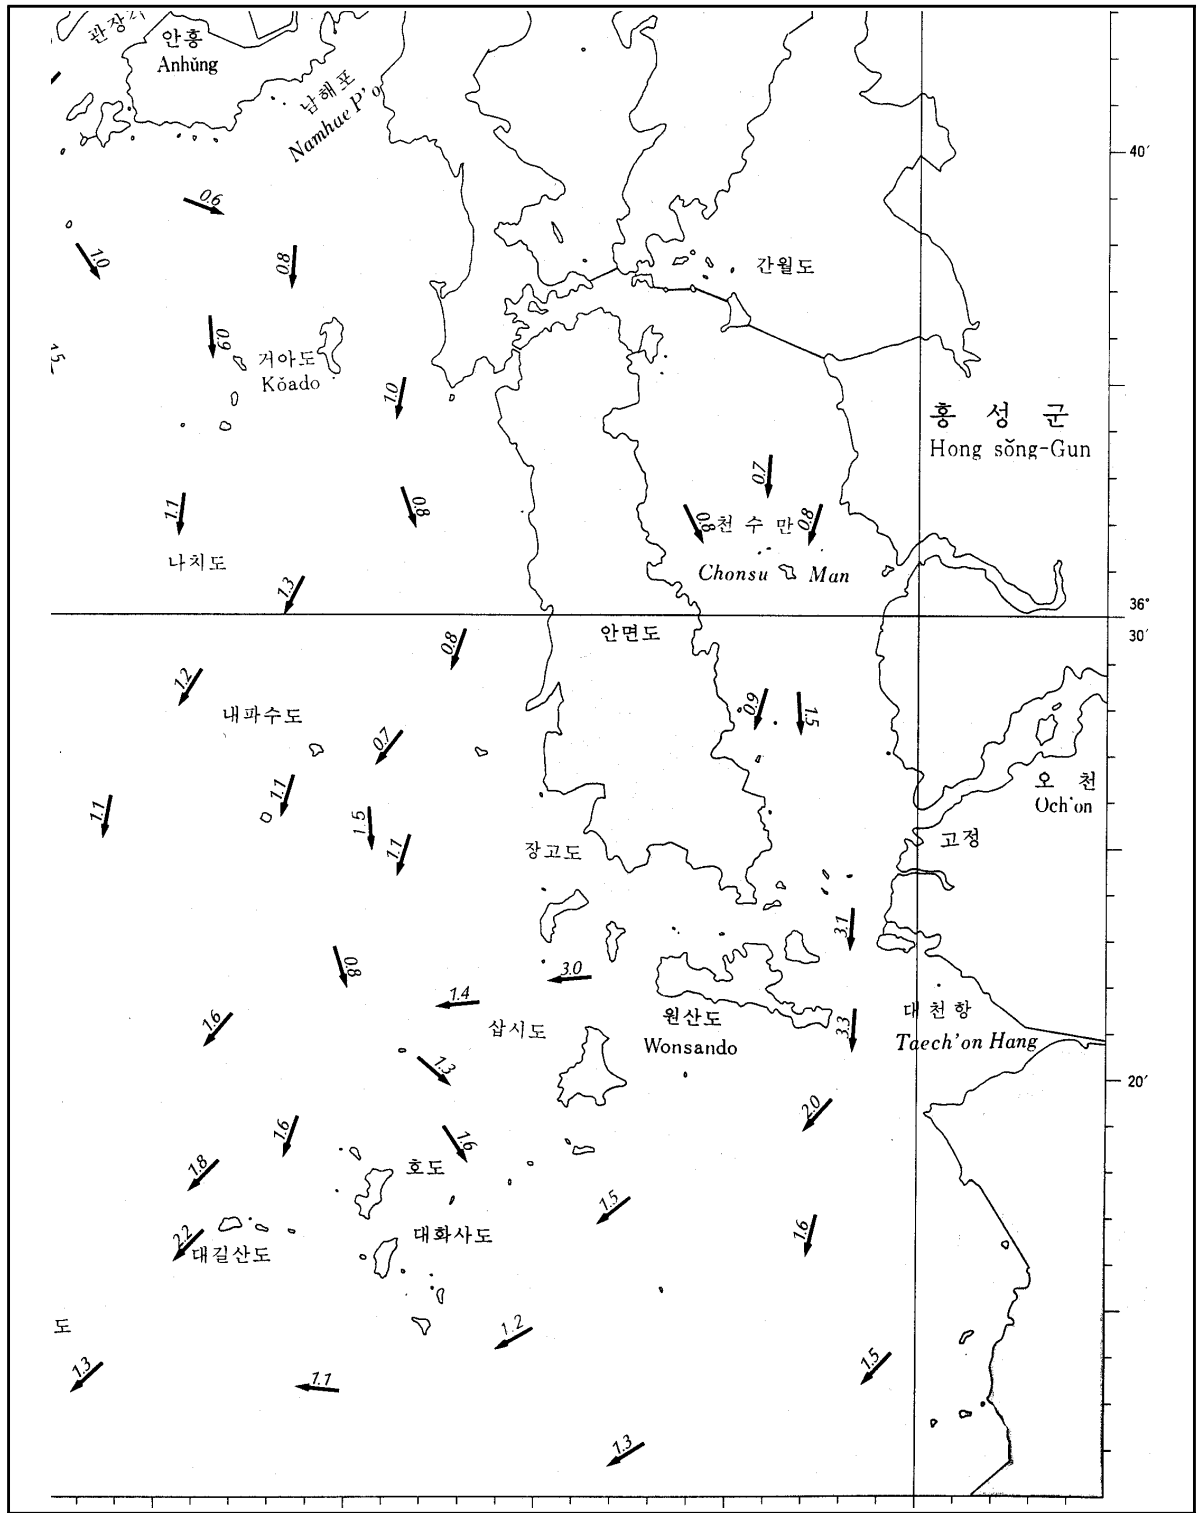 관장
안흥
Anhŭng
남해포
Namhae P'o
40′
0.6
1.0
0.8
간월도
0.9
거아도
Kŏado
1.0
홍 성 군
Hong sŏng-Gun
0.7
1.1
0.8
0.8
천 수 만
0.8
나치도
Chonsu Man
1.3
36°
30′
안면도
0.8
1.2
내파수도
0.9
1.5
0.7
1.1
오 천
Och'on
1.1
1.5
1.1
장고도
고정
3.1
0.8
3.0
1.4
1.6
삽시도
원산도
Wonsando
3.3
대천항
Taech'on Hang
1.3
20′
2.0
1.6
1.6
1.8
호도
1.5
2.2
대길산도
대화사도
1.6
도
1.2
1.3
1.1
1.5
1.3